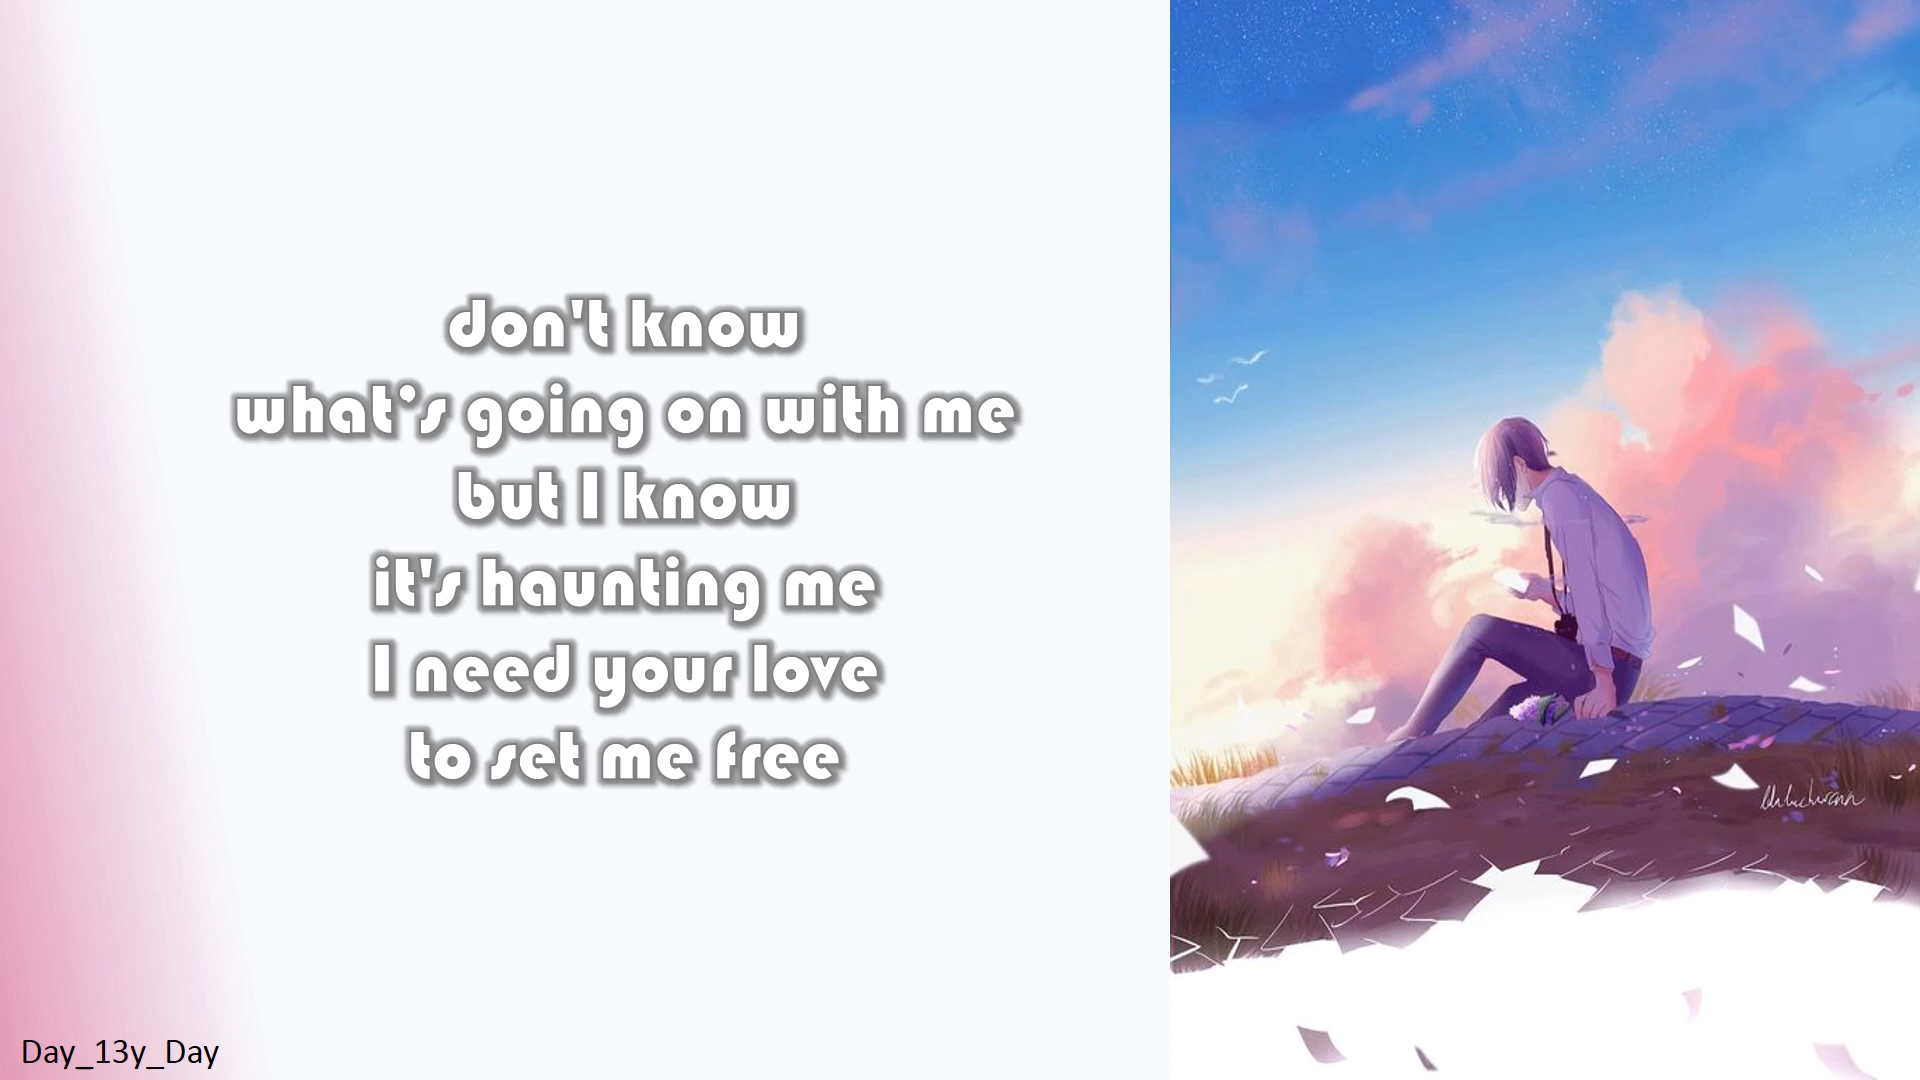 don't know
what’s going on with me
but I know
it's haunting me
I need your love
to set me free
Day_13y_Day